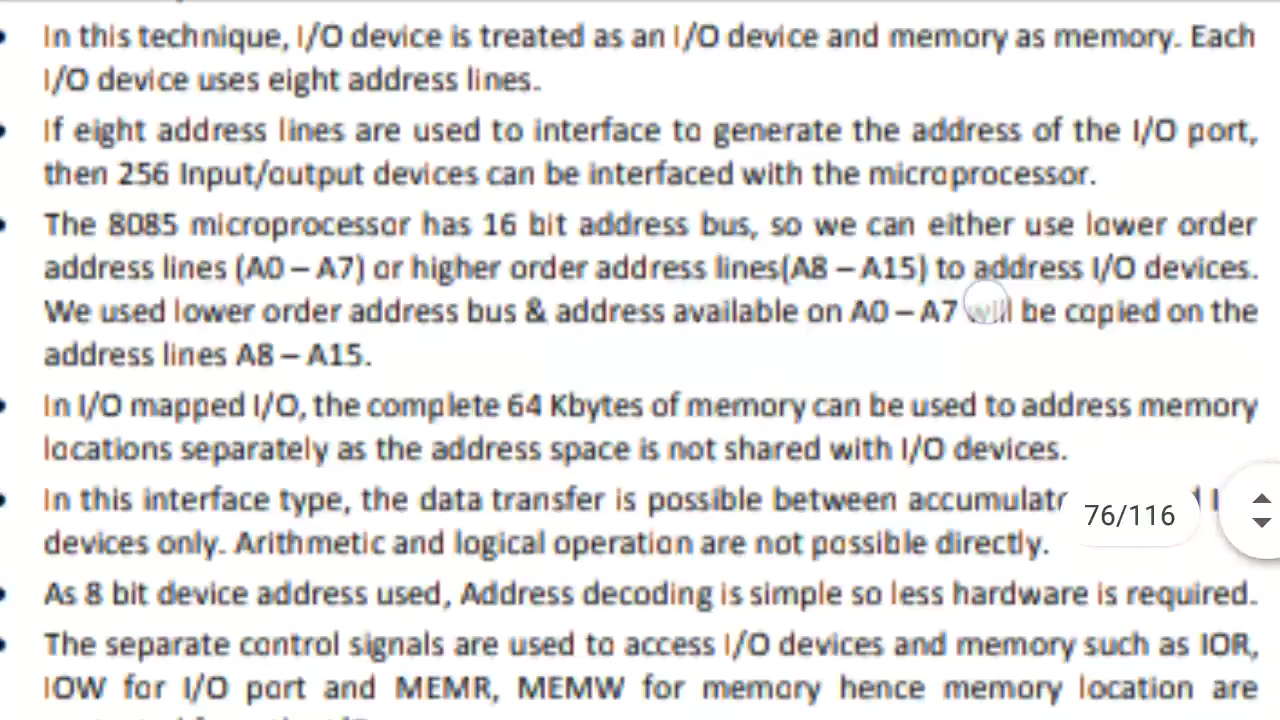 In this technique, I/O device is treated as an I/O device and memory as memory. Each
I/O device uses eight address lines.
If eight address lines are used to interface to generate the address of the I/O port,
then 256 Input/output devices can be interfaced with the microprocessor.
The 8085 microprocessor has 16 bit address bus, so we can either use lower order
address lines (A0 – A7) or higher order address lines(A8 – A15) to address I/O devices.
We used lower order address bus & address available on A0 – A7 will be copied on the
address lines A8 – A15.
In I/O mapped I/O, the complete 64 Kbytes of memory can be used to address memory
locations separately as the address space is not shared with I/O devices.
In this interface type, the data transfer is possible between
devices only. Arithmetic and logical operation are not possible directly.
76/116
As 8 bit device address used, Address decoding is simple so less hardware is required.
The separate control signals are used to access I/O devices and memory such as IOR,
IOW for I/O port and MEMR, MEMW for memory hence memory location are